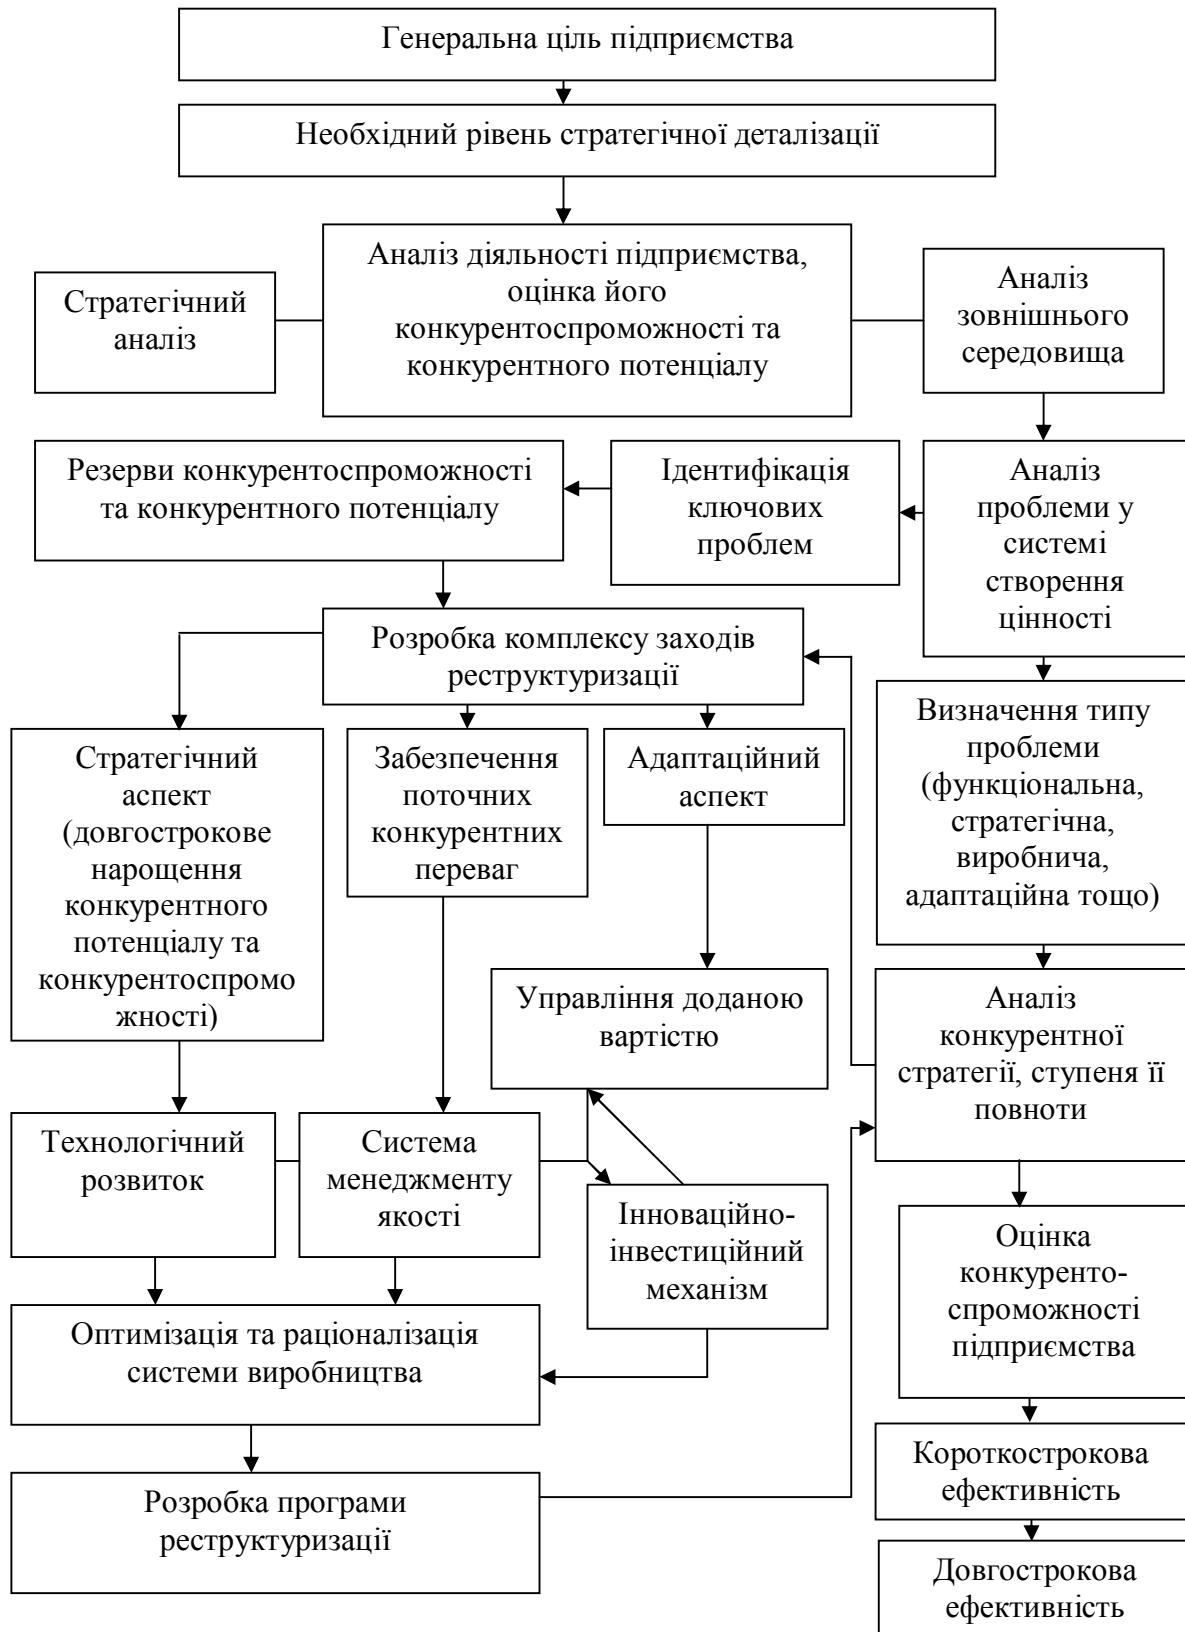 Генеральна ціль підприємства
Необхідний рівень стратегічної деталізації
Аналіз діяльності підприємства,
оцінка його
конкурентоспроможності та
конкурентного потенціалу
Стратегічний
аналіз
Аналіз
зовнішнього
середовища
Резерви конкурентоспроможності
та конкурентного потенціалу
Ідентифікація
ключових
проблем
Аналіз
проблеми у
системі
створення
цінності
Розробка комплексу заходів
реструктуризації
Визначення типу
проблеми
(функціональна,
стратегічна,
виробнича,
адаптаційна тощо)
Стратегічний
аспект
(довгострокове
нарощення
конкурентного
потенціалу та
конкурентоспромо
жності)
Забезпечення
поточних
конкурентних
переваг
Адаптаційний
аспект
Управління доданою
вартістю
Аналіз
конкурентної
стратегії, ступеня її
повноти
Технологічний
розвиток
Система
менеджменту
якості
Інноваційно-
інвестиційний
механізм
Оцінка
конкуренто-
спроможності
підприємства
Оптимізація та раціоналізація
системи виробництва
Короткострокова
ефективність
Розробка програми
реструктуризації
Довгострокова
ефективність